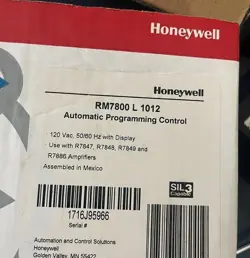 Honeywell
Honeywell
RM7800 L 1012
Automatic Programming Control
120 Vac, 50/60 Hz with Display
Use with R7847, R7848, R7849 and
R7886 Amplifiers
Assembled in Mexico
SIL 3
Capable
1716J95966
Serial #
Automation and Control Solutions
Honeywell
Golden Valley, MN 55422